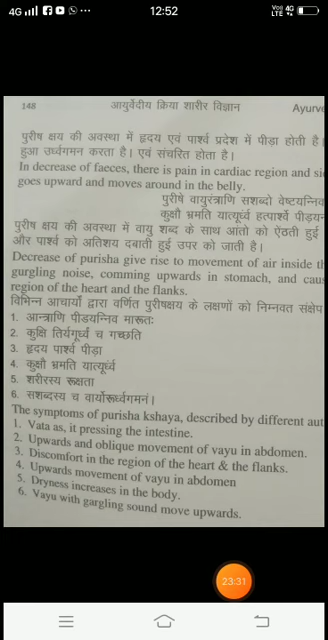 4G
12:52
VoI) 4G
LTE
148
आयुर्वेदीय क्रिया शारीर विज्ञान
Ayurve
पुरीष क्षय की अवस्था में हृदय एवं पार्श्व प्रदेश में पीड़ा होती है
हुआ उर्ध्वगमन करता है। एवं संचरित होता है।
In decrease of faeces, there is pain in cardiac region and si
goes upward and moves around in the belly.
पुरीषे वायुरंत्राणि सशब्दो वेष्टयन्निव
कुक्षौ भ्रमति यात्यूर्ध्वं हत्पार्श्वे पीडयन
पुरीष क्षय की अवस्था में वायु शब्द के साथ आंतो को ऐंठती हुई
और पार्श्व को अतिशय दबाती हुई उपर को जाती है।
Decrease of purisha give rise to movement of air inside th
gurgling noise, comming upwards in stomach, and cau
region of the heart and the flanks.
विभिन्न आचार्यों द्वारा वर्णित पुरीषक्षय के लक्षणों को निम्नवत संक्षेप
1. आन्त्राणि पीडयन्निव मारूतः
2. कुक्षि तिर्यगूर्ध्वं च गच्छति
3. हृदय पार्श्व पीड़ा
4. कुक्षौ भ्रमति यात्यूर्ध्वं
5. शरीरस्य रूक्षता
6. सशब्दस्य च वार्योरूर्ध्वगमनं।
The symptoms of purisha kshaya, described by different aut
1. Vata as, it pressing the intestine.
2. Upwards and oblique movement of vayu in abdomen.
3. Discomfort in the region of the heart & the flanks.
4. Upwards movement of vayu in abdomen
5. Dryness increases in the body.
6. Vayu with gargling sound move upwards.
23:31